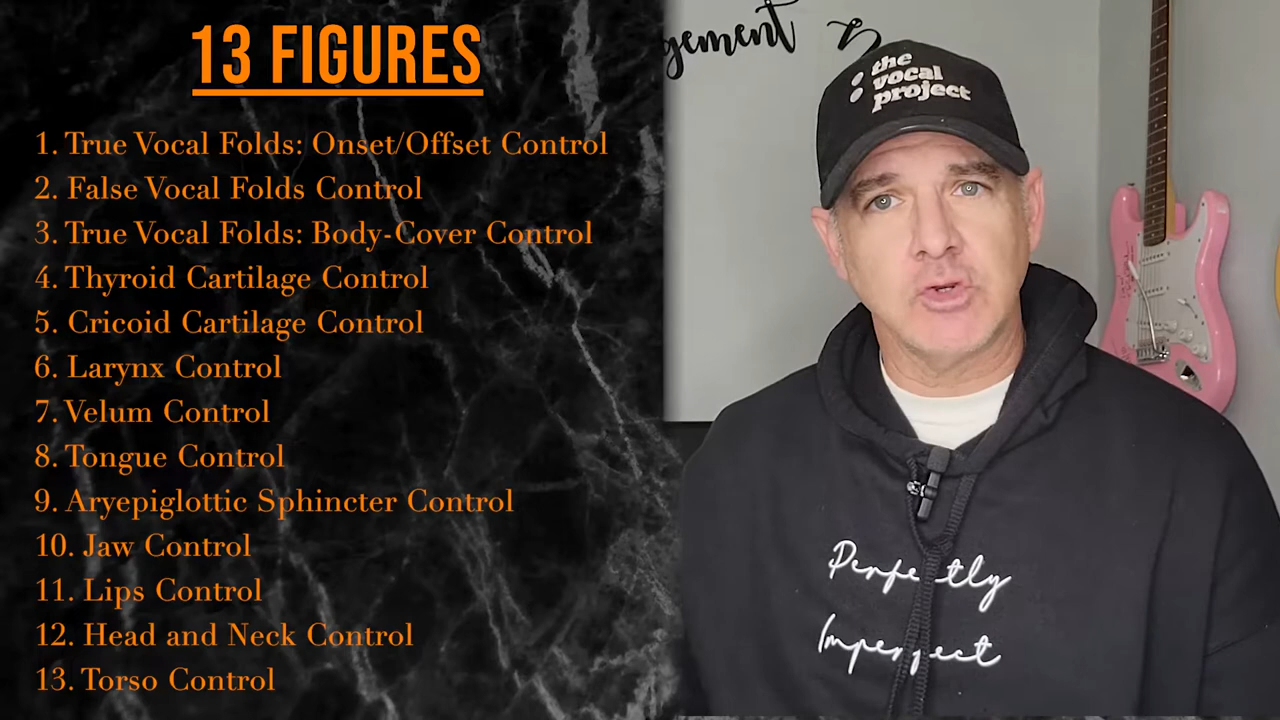 13 FIGURES
1. True Vocal Folds: Onset/Offset Control
2. False Vocal Folds Control
3. True Vocal Folds: Body-Cover Control
4. Thyroid Cartilage Control
5. Cricoid Cartilage Control
6. Larynx Control
7. Velum Control
8. Tongue Control
9. Aryepiglottic Sphincter Control
10. Jaw Control
11. Lips Control
12. Head and Neck Control
13. Torso Control
gement
the
vocal
project
Perfectly
Imperfect